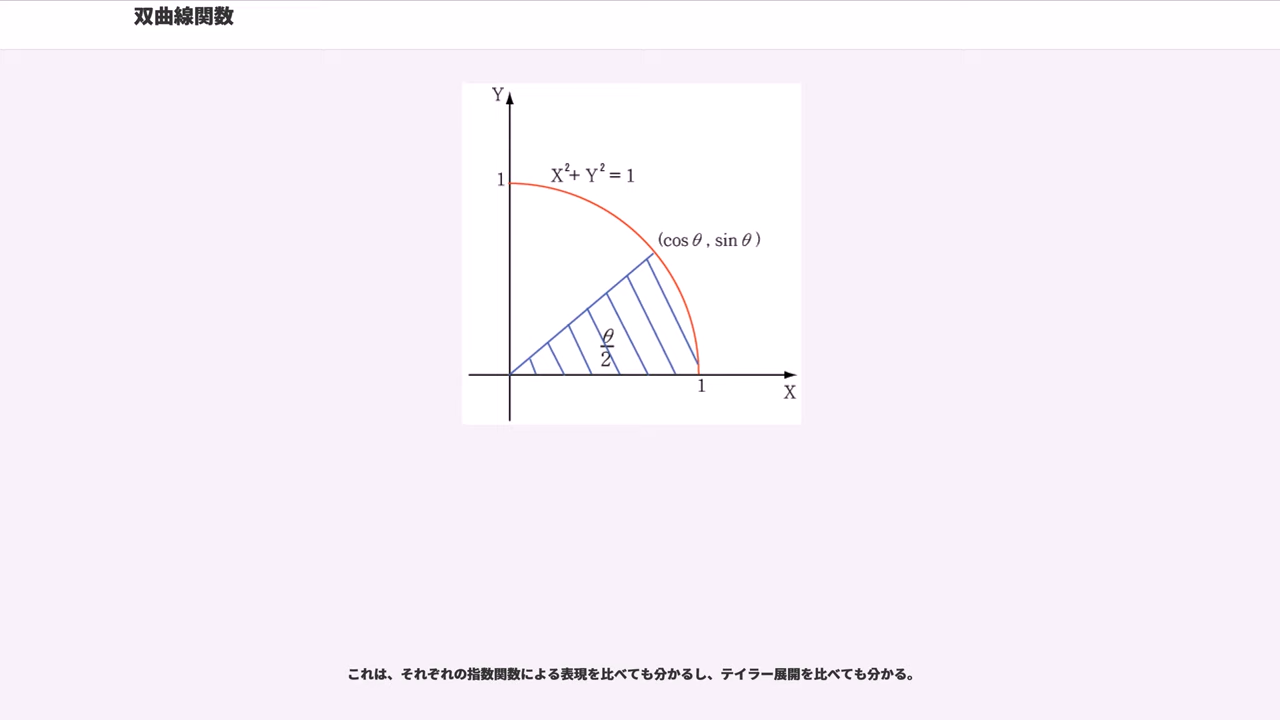 双曲線関数
Y
1
X² + Y² = 1
(cos θ , sin θ )
θ
2
1
X
これは、それぞれの指数関数による表現を比べても分かるし、テイラー展開を比べても分かる。